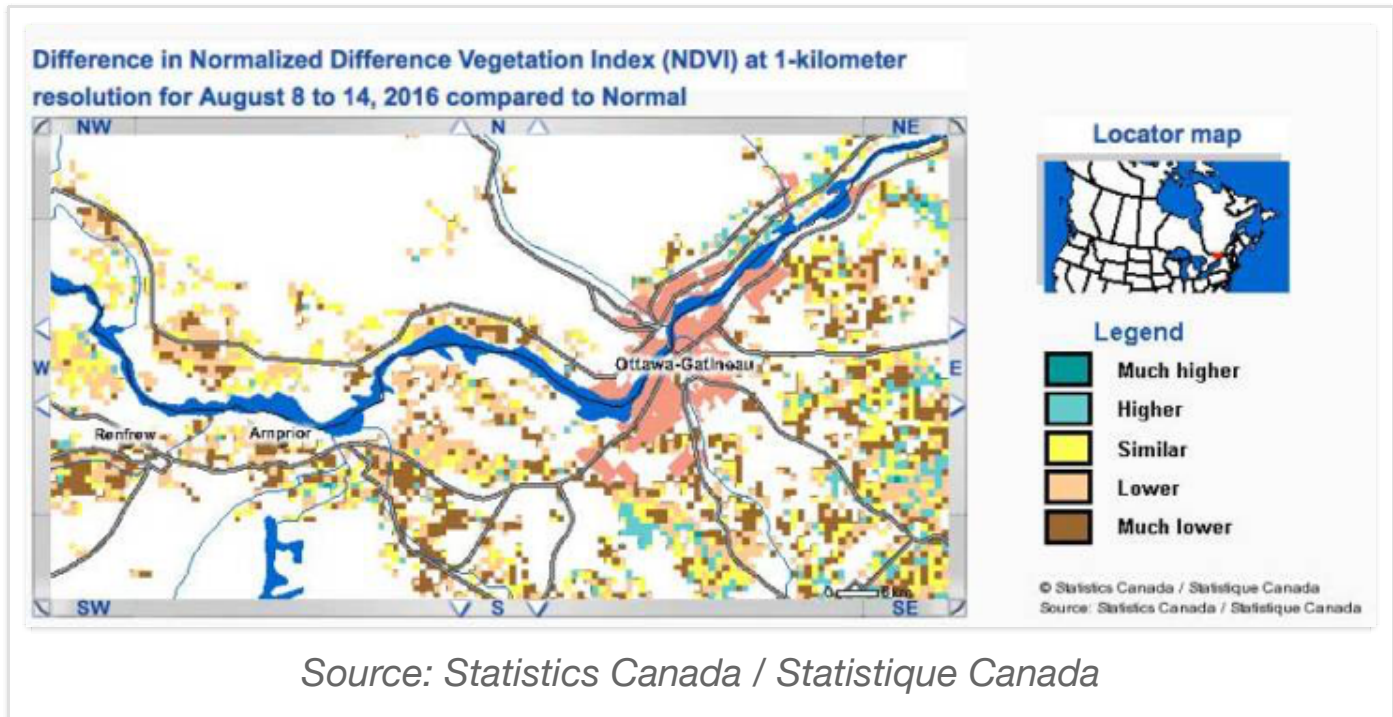 Difference in Normalized Difference Vegetation Index (NDVI) at 1-kilometer
resolution for August 8 to 14, 2016 compared to Normal
NW
N
NE
W
E
Ottawa-Gatineau
Renfrew
Arnprior
SW
S
SE
Locator map
Legend
Much higher
Higher
Similar
Lower
Much lower
© Statistics Canada / Statistique Canada
Source: Statistics Canada / Statistique Canada
Source: Statistics Canada / Statistique Canada